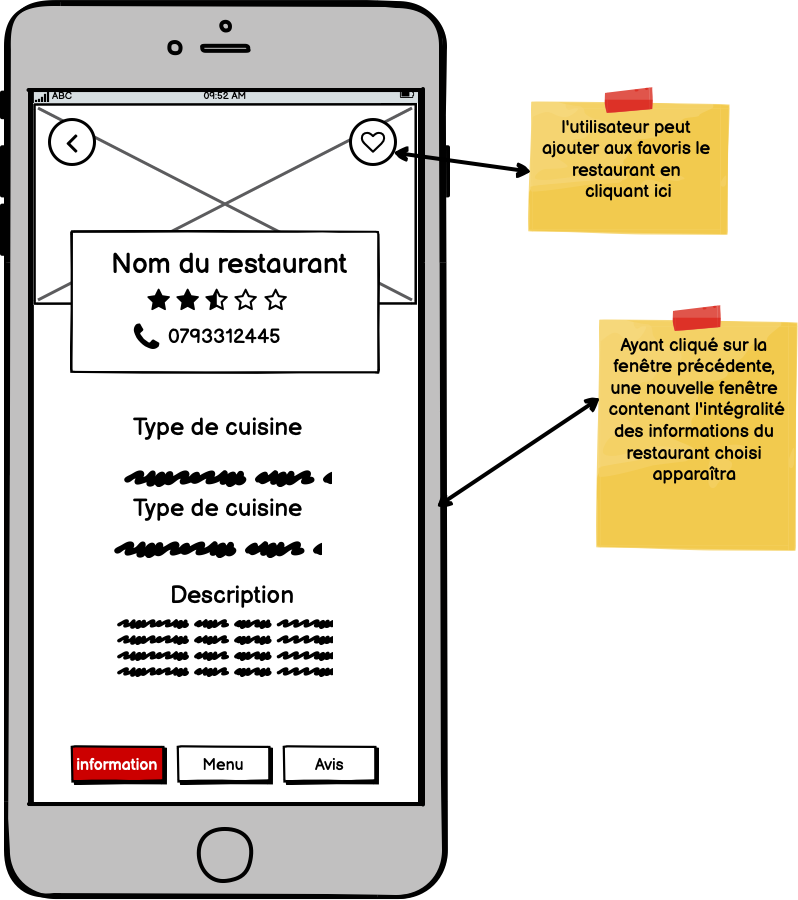 ABC 09:52 AM
Nom du restaurant
0793312445
Type de cuisine
Type de cuisine
Description
information Menu Avis
l'utilisateur peut
ajouter aux favoris le
restaurant en
cliquant ici
Ayant cliqué sur la
fenêtre précédente,
une nouvelle fenêtre
contenant l'intégralité
des informations du
restaurant choisi
apparaîtra